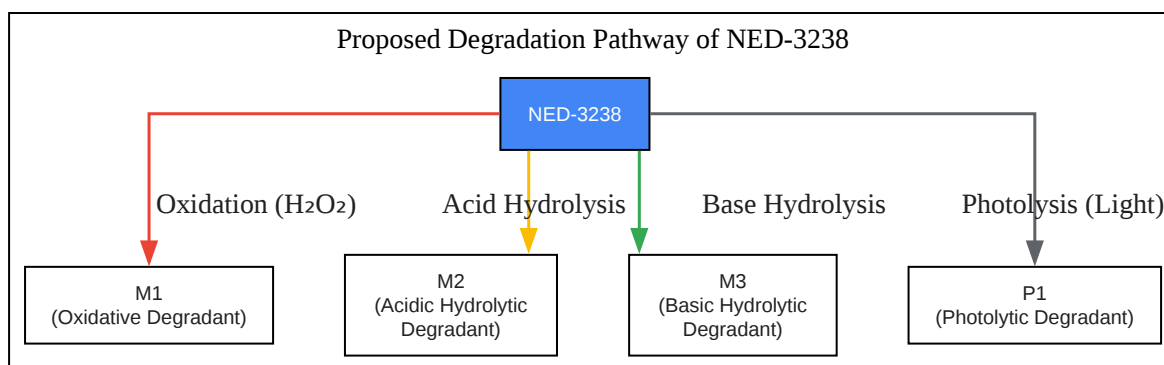 Proposed Degradation Pathway of NED-3238
NED-3238
Oxidation (H₂O₂)
Acid Hydrolysis
Base Hydrolysis
Photolysis (Light)
M1
(Oxidative Degradant)
M2
(Acidic Hydrolytic
Degradant)
M3
(Basic Hydrolytic
Degradant)
P1
(Photolytic Degradant)